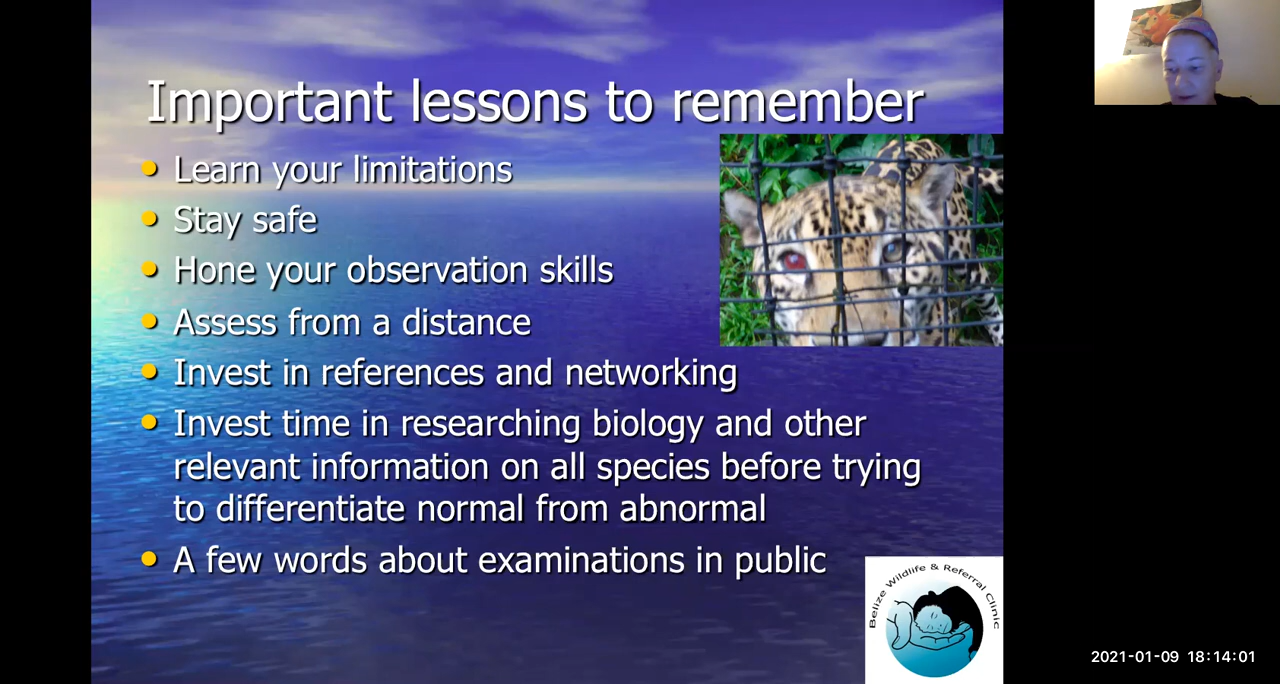 Important lessons to remember
Learn your limitations
Stay safe
Hone your observation skills
Assess from a distance
Invest in references and networking
Invest time in researching biology and other
relevant information on all species before trying
to differentiate normal from abnormal
A few words about examinations in public
Belize Wildlife & Referral Clinic
2021-01-09 18:14:01